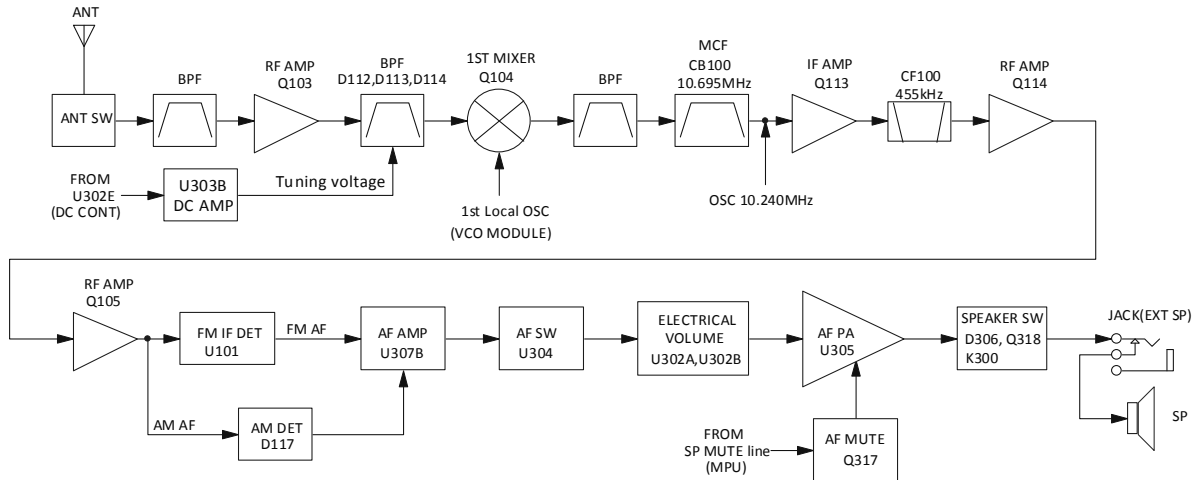 ANT
ANT SW
BPF
RF AMP
Q103
BPF
D112,D113,D114
1ST MIXER
Q104
BPF
MCF
CB100
10.695MHz
IF AMP
Q113
CF100
455kHz
RF AMP
Q114
FROM
U302E
(DC CONT)
U303B
DC AMP
Tuning voltage
1st Local OSC
(VCO MODULE)
OSC 10.240MHz
RF AMP
Q105
FM IF DET
U101
FM AF
AF AMP
U307B
AF SW
U304
ELECTRICAL
VOLUME
U302A,U302B
AF PA
U305
SPEAKER SW
D306, Q318
K300
JACK(EXT SP)
SP
AM AF
AM DET
D117
FROM
SP MUTE line
(MPU)
AF MUTE
Q317